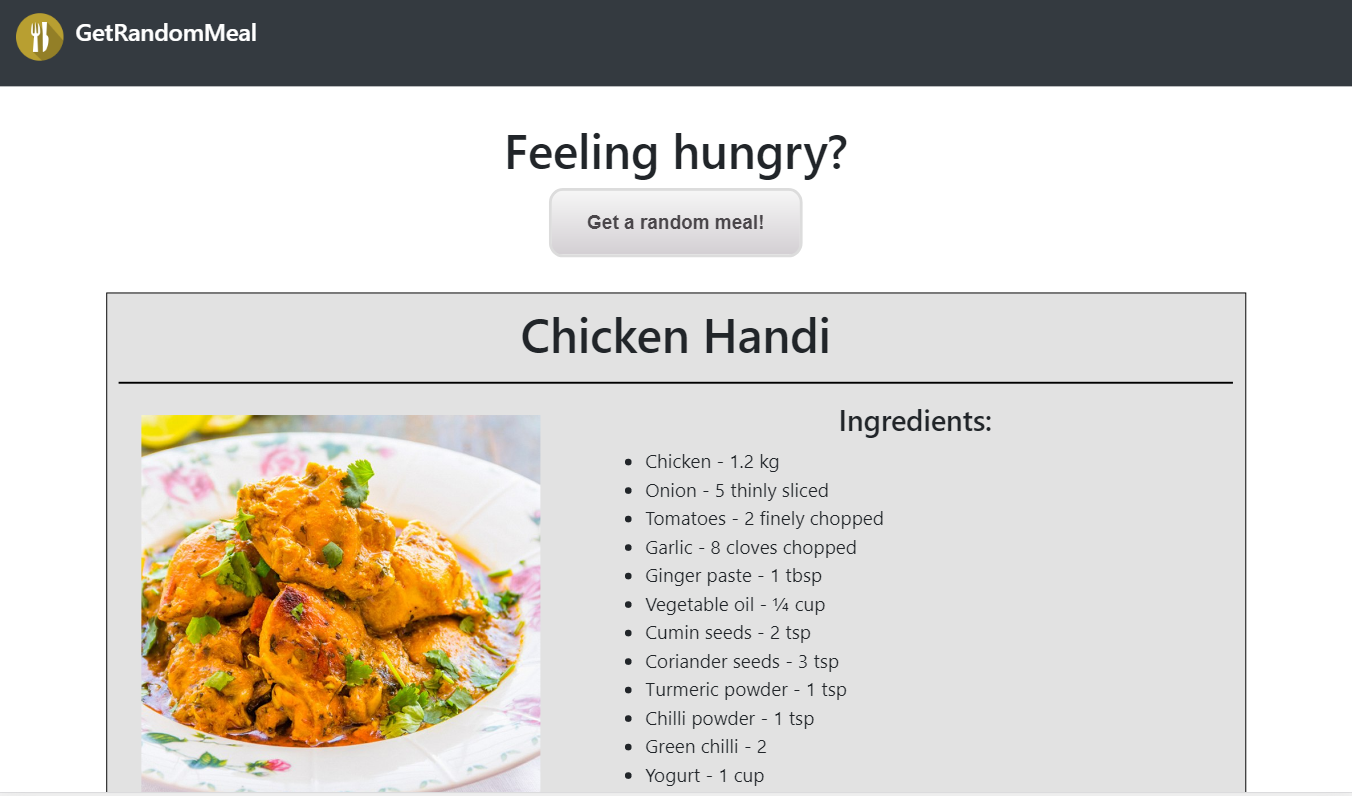 GetRandomMeal
Feeling hungry?
Get a random meal!
Chicken Handi
Ingredients:
Chicken - 1.2 kg
Onion - 5 thinly sliced
Tomatoes - 2 finely chopped
Garlic - 8 cloves chopped
Ginger paste - 1 tbsp
Vegetable oil - ¼ cup
Cumin seeds - 2 tsp
Coriander seeds - 3 tsp
Turmeric powder - 1 tsp
Chilli powder - 1 tsp
Green chilli - 2
Yogurt - 1 cup